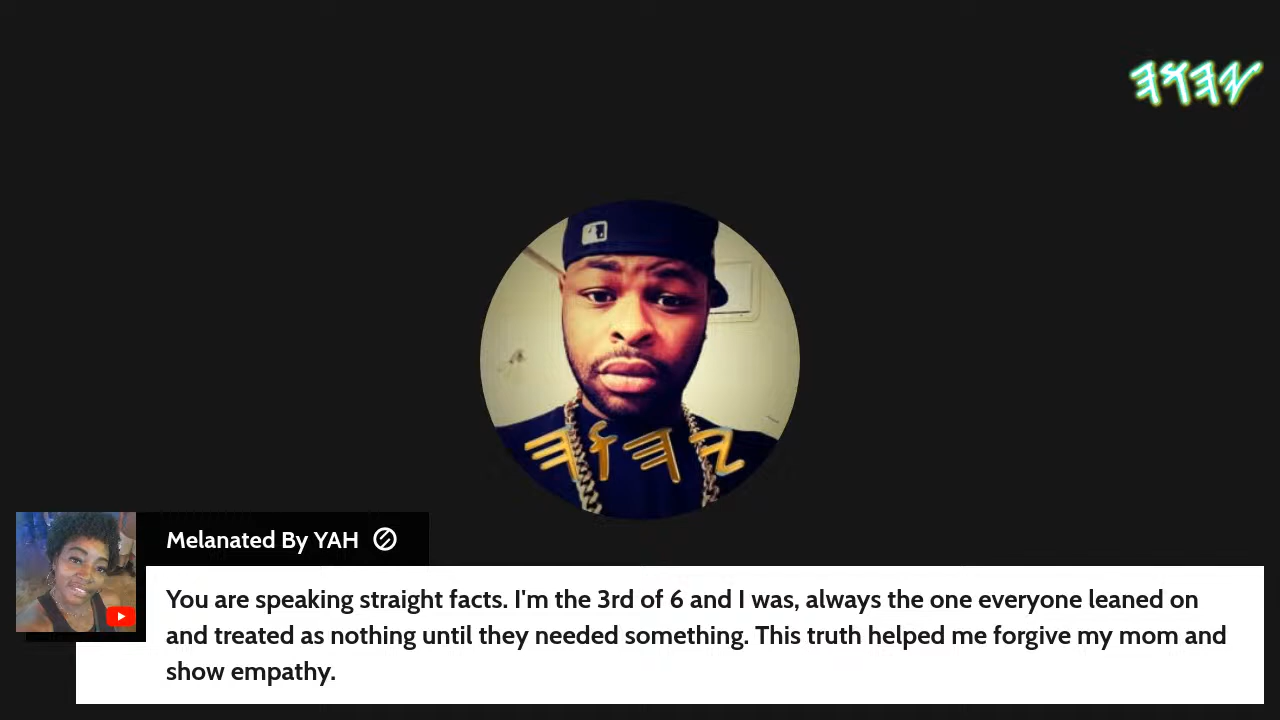 𐤉𐤄𐤅𐤄
𐤉𐤄𐤅𐤄
Melanated By YAH
You are speaking straight facts. I'm the 3rd of 6 and I was, always the one everyone leaned on
and treated as nothing until they needed something. This truth helped me forgive my mom and
show empathy.